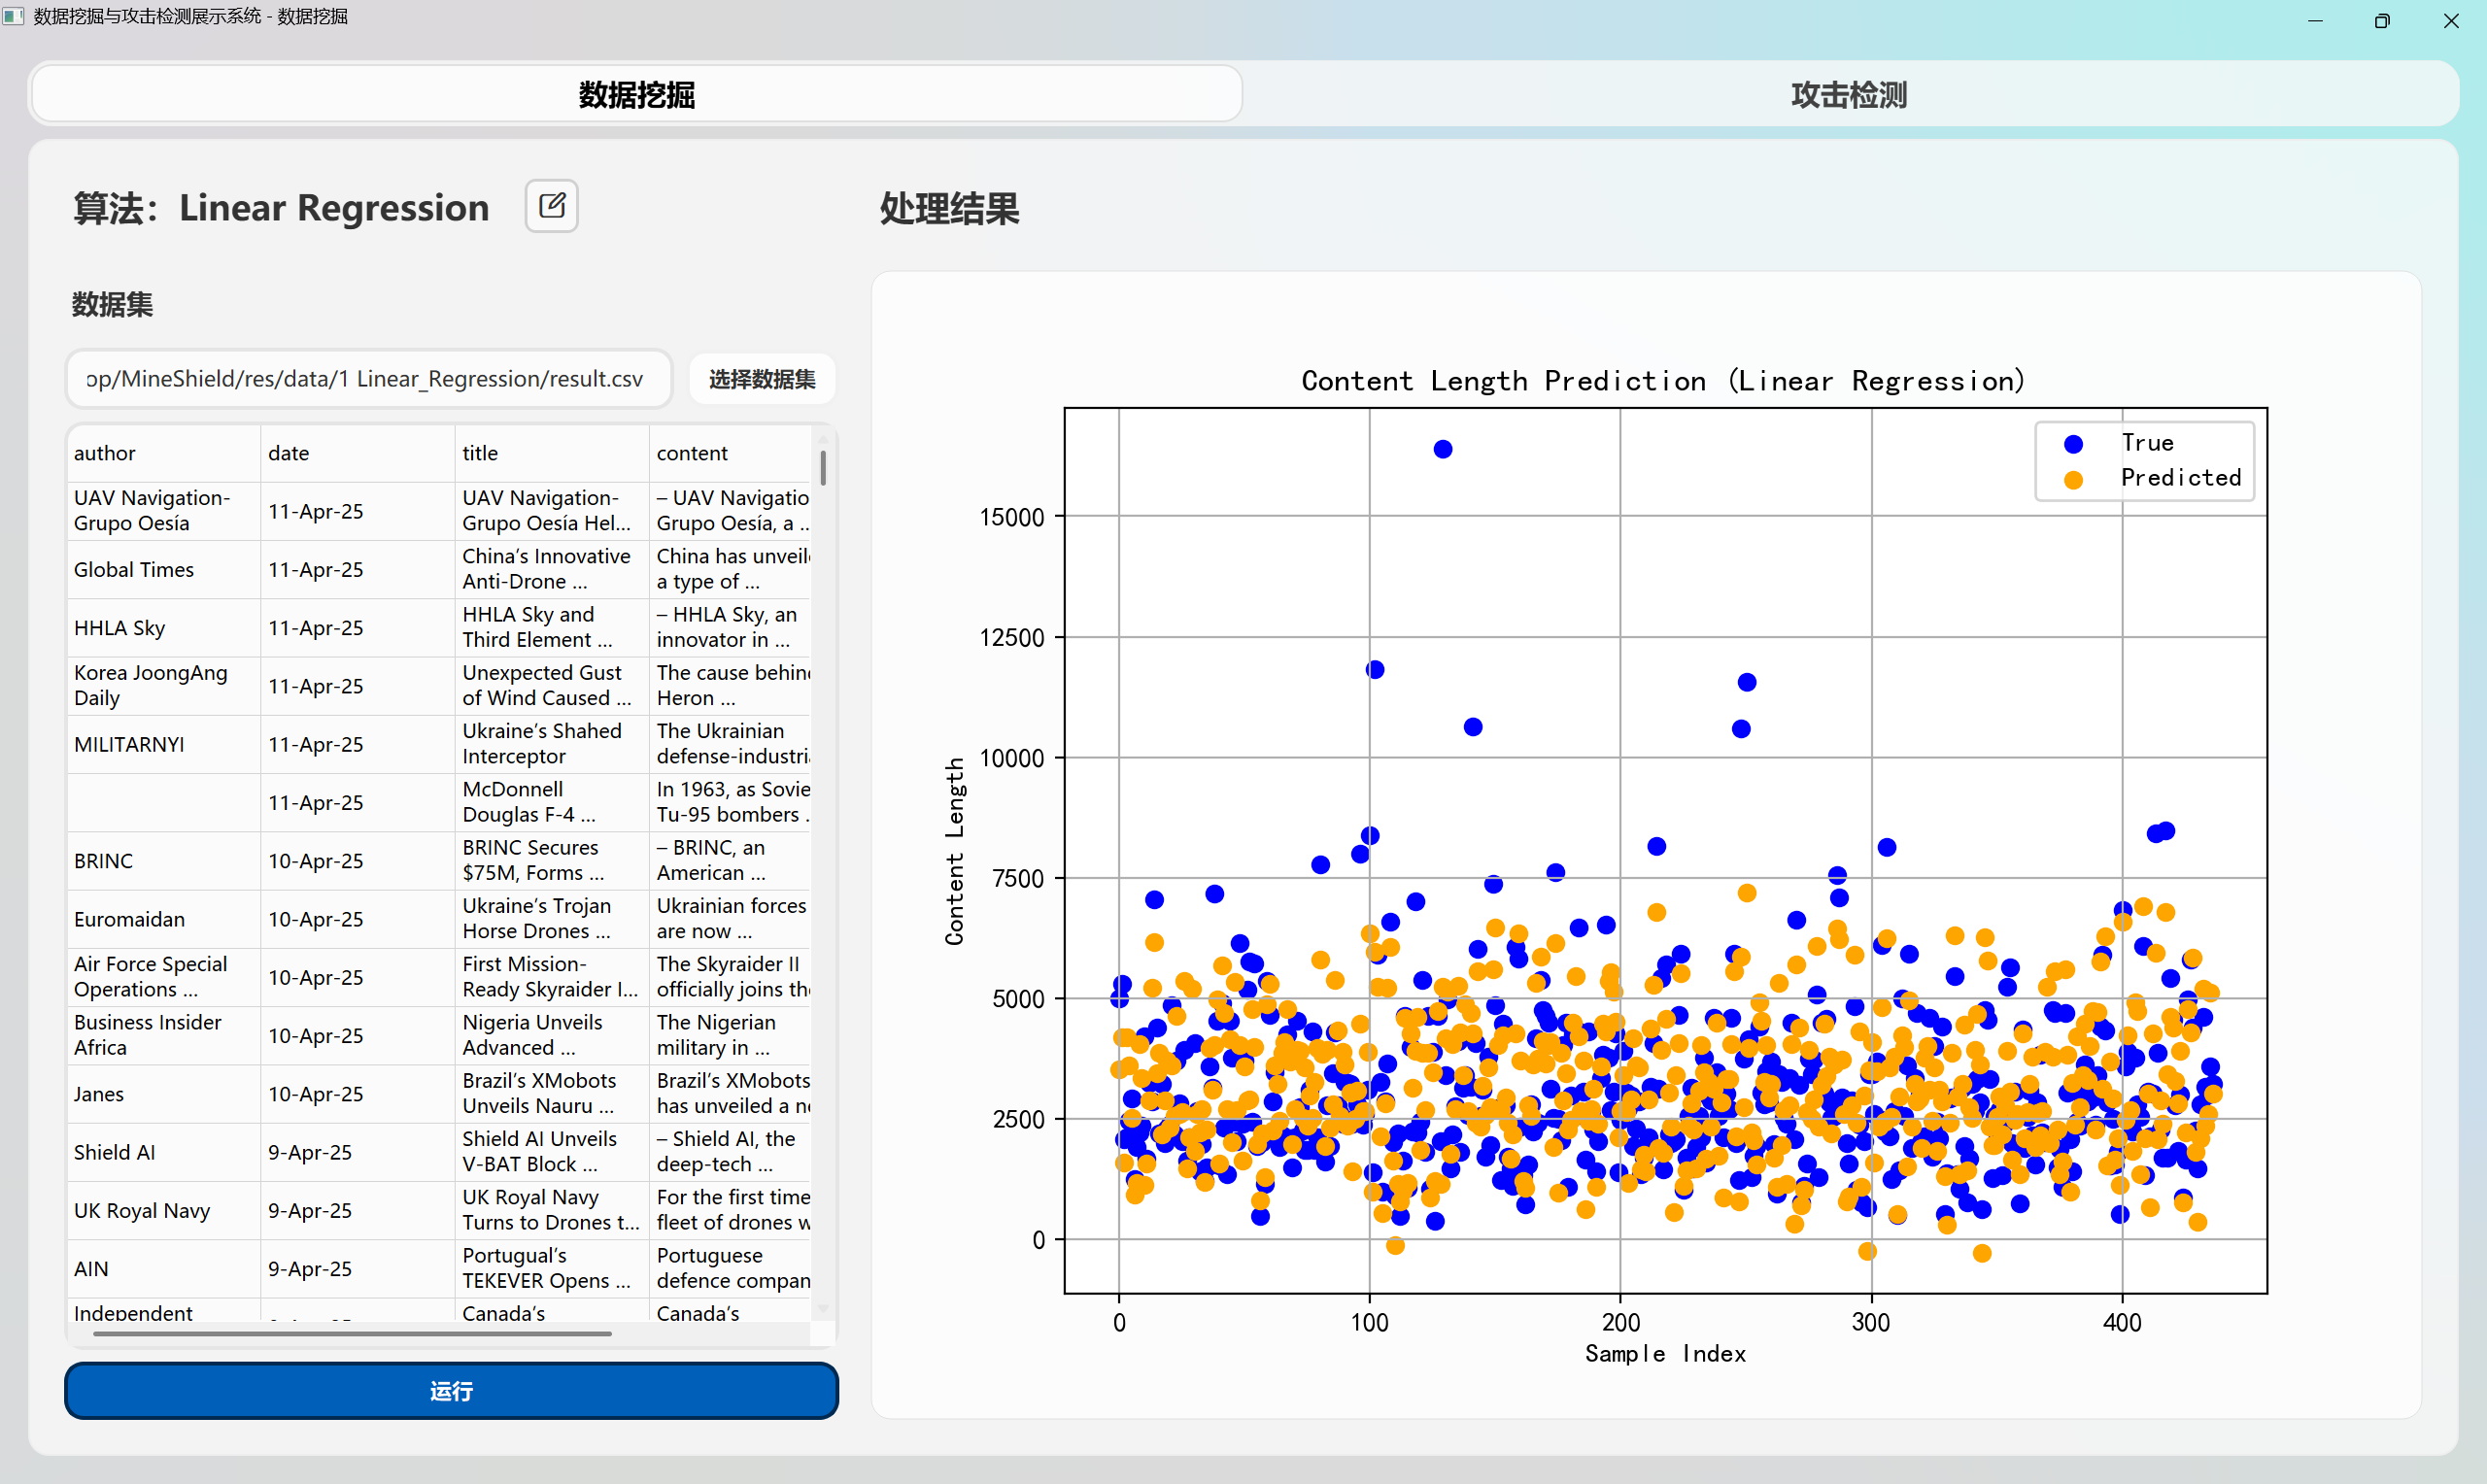 数据挖掘与攻击检测展示系统 - 数据挖掘
数据挖掘
攻击检测
算法：Linear Regression
处理结果
数据集
op/MineShield/res/data/1 Linear_Regression/result.csv
选择数据集
author date title content
UAV Navigation-
Grupo Oesía
11-Apr-25
UAV Navigation-
Grupo Oesía Hel...
– UAV Navigatio
Grupo Oesía, a ..
Global Times
11-Apr-25
China’s Innovative
Anti-Drone ...
China has unveil
a type of ...
HHLA Sky
11-Apr-25
HHLA Sky and
Third Element ...
– HHLA Sky, an
innovator in ...
Korea JoongAng
Daily
11-Apr-25
Unexpected Gust
of Wind Caused ...
The cause behin
Heron ...
MILITARNYI
11-Apr-25
Ukraine’s Shahed
Interceptor
The Ukrainian
defense-industri
11-Apr-25
McDonnell
Douglas F-4 ...
In 1963, as Sovie
Tu-95 bombers .
BRINC
10-Apr-25
BRINC Secures
$75M, Forms ...
– BRINC, an
American ...
Euromaidan
10-Apr-25
Ukraine’s Trojan
Horse Drones ...
Ukrainian forces
are now ...
Air Force Special
Operations ...
10-Apr-25
First Mission-
Ready Skyraider I...
The Skyraider II
officially joins th
Business Insider
Africa
10-Apr-25
Nigeria Unveils
Advanced ...
The Nigerian
military in ...
Janes
10-Apr-25
Brazil’s XMobots
Unveils Nauru ...
Brazil’s XMobots
has unveiled a n
Shield AI
9-Apr-25
Shield AI Unveils
V-BAT Block ...
– Shield AI, the
deep-tech ...
UK Royal Navy
9-Apr-25
UK Royal Navy
Turns to Drones t...
For the first time
fleet of drones w
AIN
9-Apr-25
Portugual’s
TEKEVER Opens ...
Portuguese
defence compan
Independent
Canada’s
Canada’s
运行
Content Length Prediction (Linear Regression)
True
Predicted
Content Length
15000
12500
10000
7500
5000
2500
0
0 100 200 300 400
Sample Index